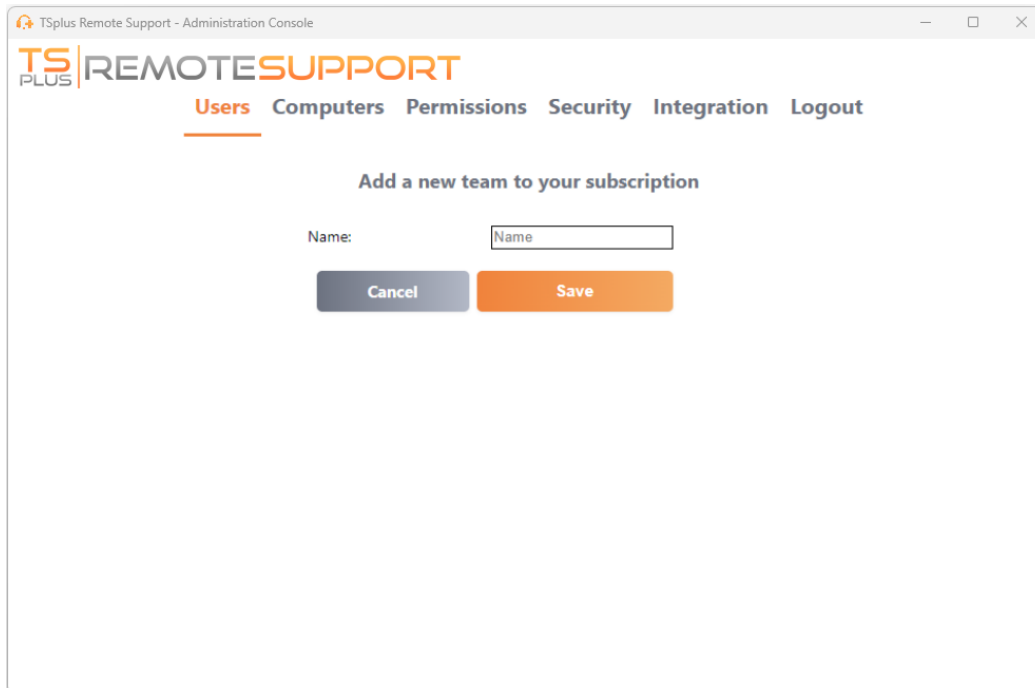 TSplus Remote Support - Administration Console
TS PLUS REMOTESUPPORT
Users Computers Permissions Security Integration Logout
Add a new team to your subscription
Name: Name
Cancel Save